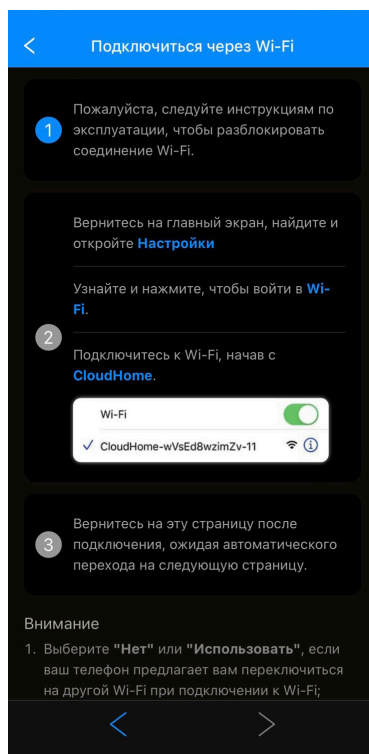 Подключиться через Wi-Fi
Пожалуйста, следуйте инструкциям по
1
эксплуатации, чтобы разблокировать
соединение Wi-Fi.
Вернитесь на главный экран, найдите и
откройте Настройки
Узнайте и нажмите, чтобы войти в Wi-
Fi.
2
Подключитесь к Wi-Fi, начав с
CloudHome.
Wi-Fi
CloudHome-wVsEd8wzimZv-11
Вернитесь на эту страницу после
3
подключения, ожидая автоматического
перехода на следующую страницу.
Внимание
1. Выберите "Нет" или "Использовать", если
ваш телефон предлагает вам переключиться
на другой Wi-Fi при подключении к Wi-Fi;